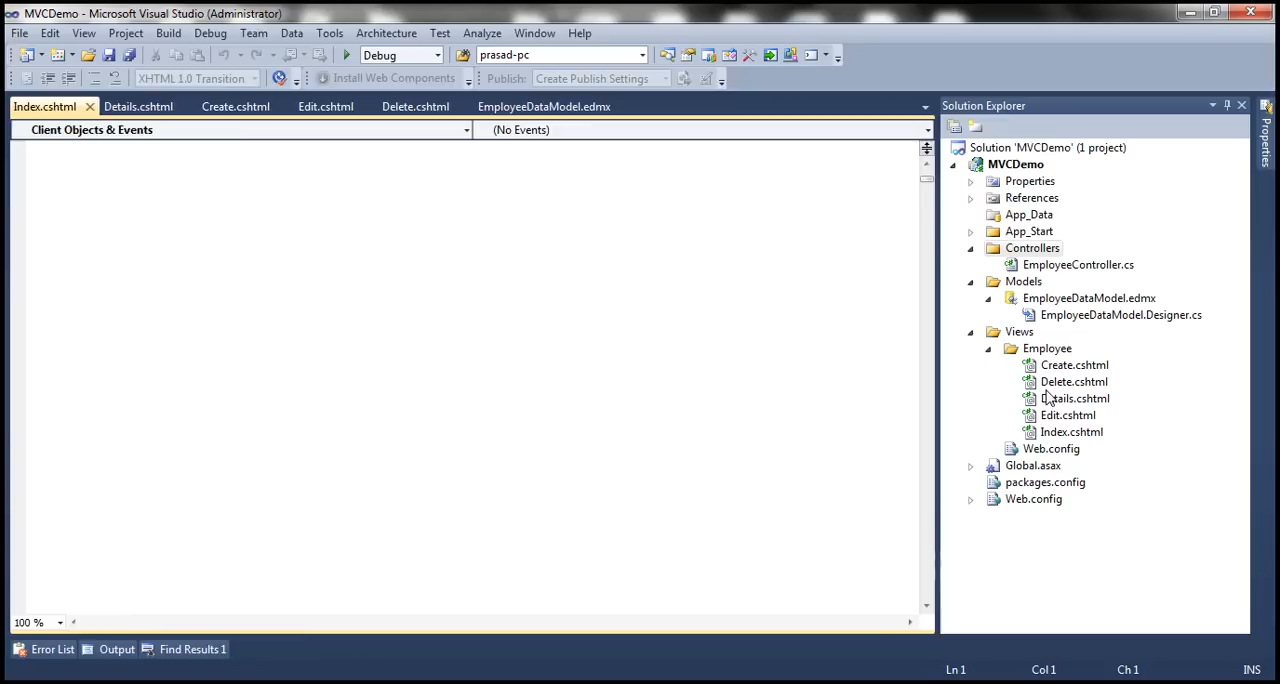 MVCDemo - Microsoft Visual Studio (Administrator)
File Edit View Project Build Debug Team Data Tools Architecture Test Analyze Window Help
Debug prasad-pc
XHTML 1.0 Transition Install Web Components Publish: Create Publish Settings
Index.cshtml Details.cshtml Create.cshtml Edit.cshtml Delete.cshtml EmployeeDataModel.edmx
Client Objects & Events (No Events)
Solution Explorer
Properties
Solution 'MVCDemo' (1 project)
MVCDemo
Properties
References
App_Data
App_Start
Controllers
EmployeeController.cs
Models
EmployeeDataModel.edmx
EmployeeDataModel.Designer.cs
Views
Employee
Create.cshtml
Delete.cshtml
Details.cshtml
Edit.cshtml
Index.cshtml
Web.config
Global.asax
packages.config
Web.config
100 %
Error List Output Find Results 1
Ln 1 Col 1 Ch 1 INS